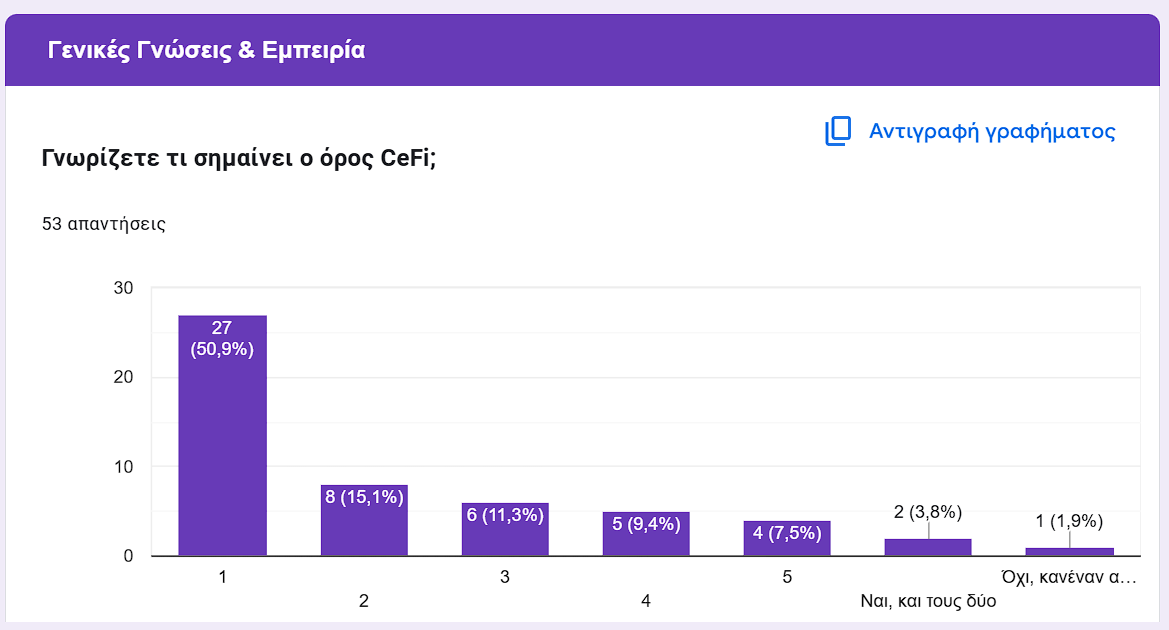 Γενικές Γνώσεις & Εμπειρία
Αντιγραφή γραφήματος
Γνωρίζετε τι σημαίνει ο όρος CeFi;
53 απαντήσεις
30
20
10
0
27
(50,9%)
8 (15,1%)
6 (11,3%)
5 (9,4%)
4 (7,5%)
2 (3,8%)
1 (1,9%)
1
2
3
4
5
Ναι, και τους δύο
Όχι, κανέναν α…